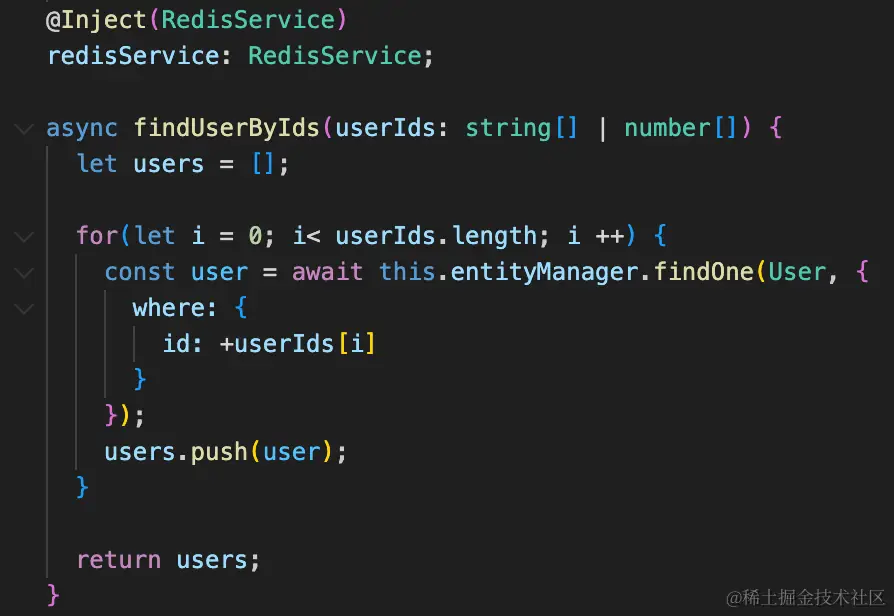 @Inject(RedisService)
redisService: RedisService;
async findUserByIds(userIds: string[] | number[]) {
let users = [];
for(let i = 0; i< userIds.length; i ++) {
const user = await this.entityManager.findOne(User, {
where: {
id: +userIds[i]
}
});
users.push(user);
}
return users;
}
@稀土掘金技术社区